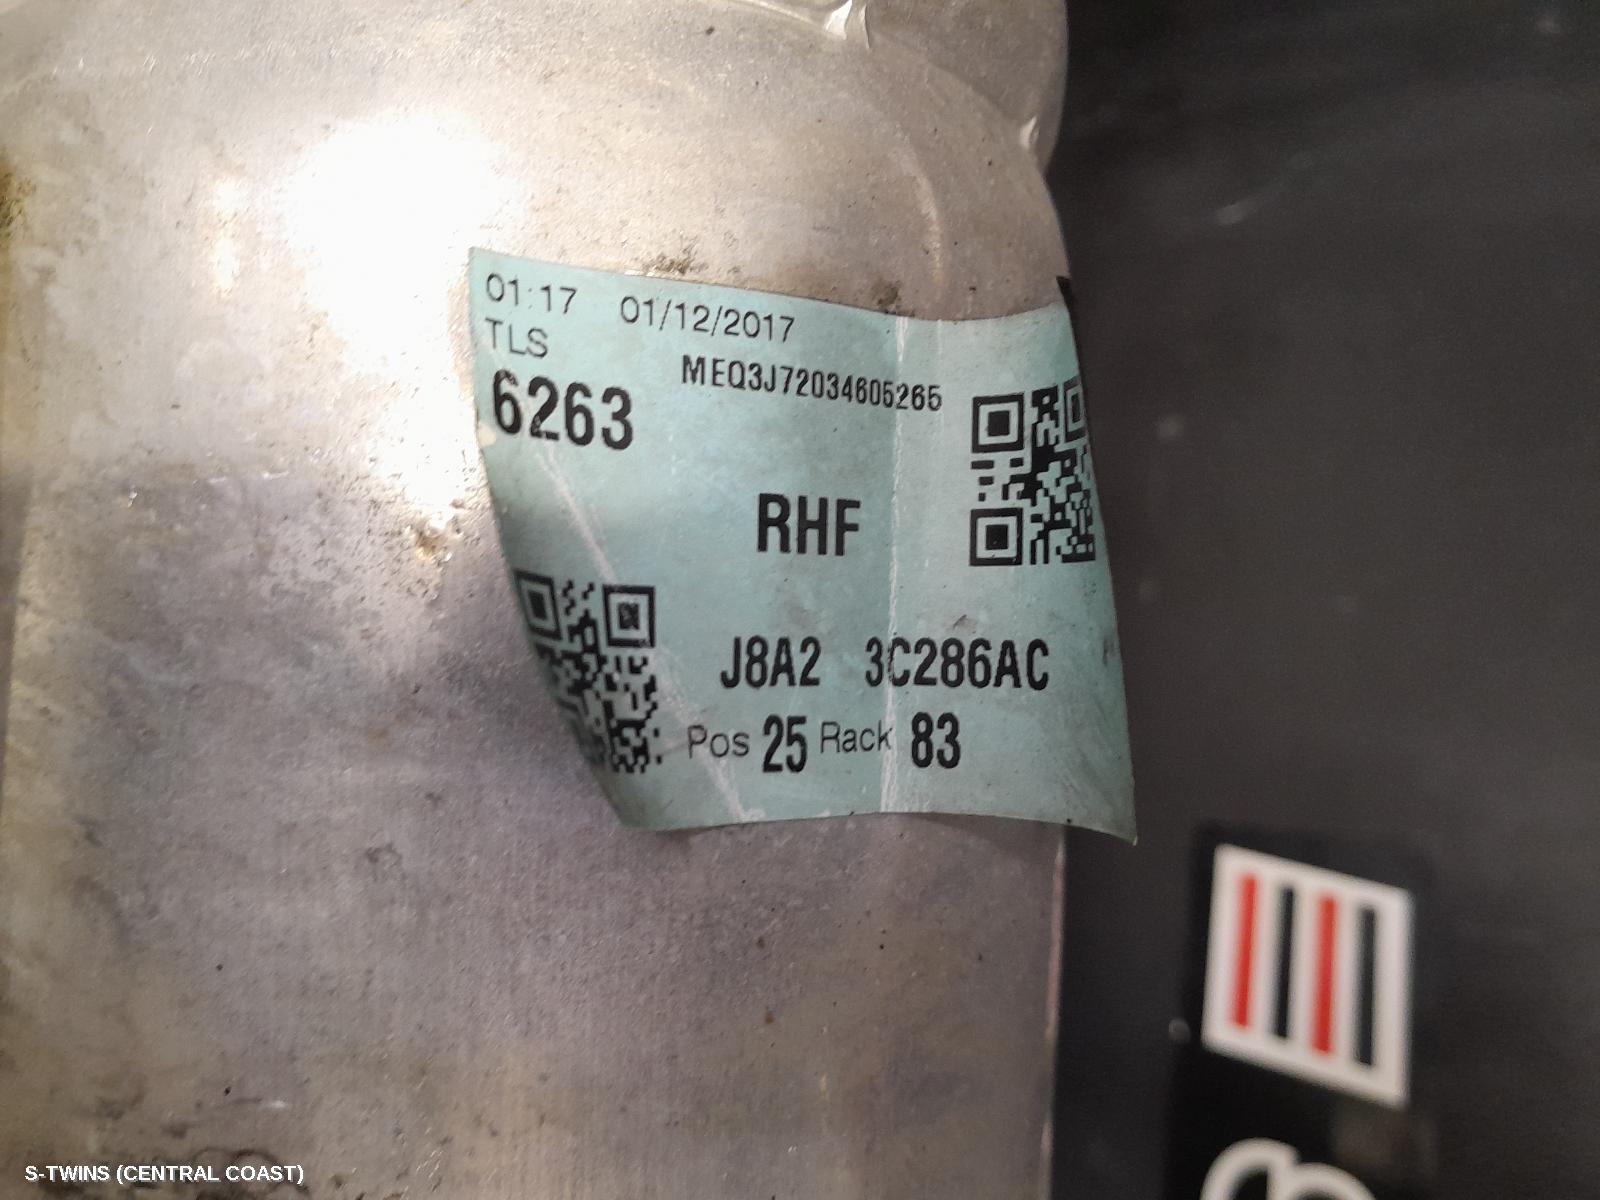 01:17 01/12/2017
TLS
MEQ3J72034605265
6263
RHF
J8A2 3C286AC
Pos 25 Rack 83
S-TWINS (CENTRAL COAST)